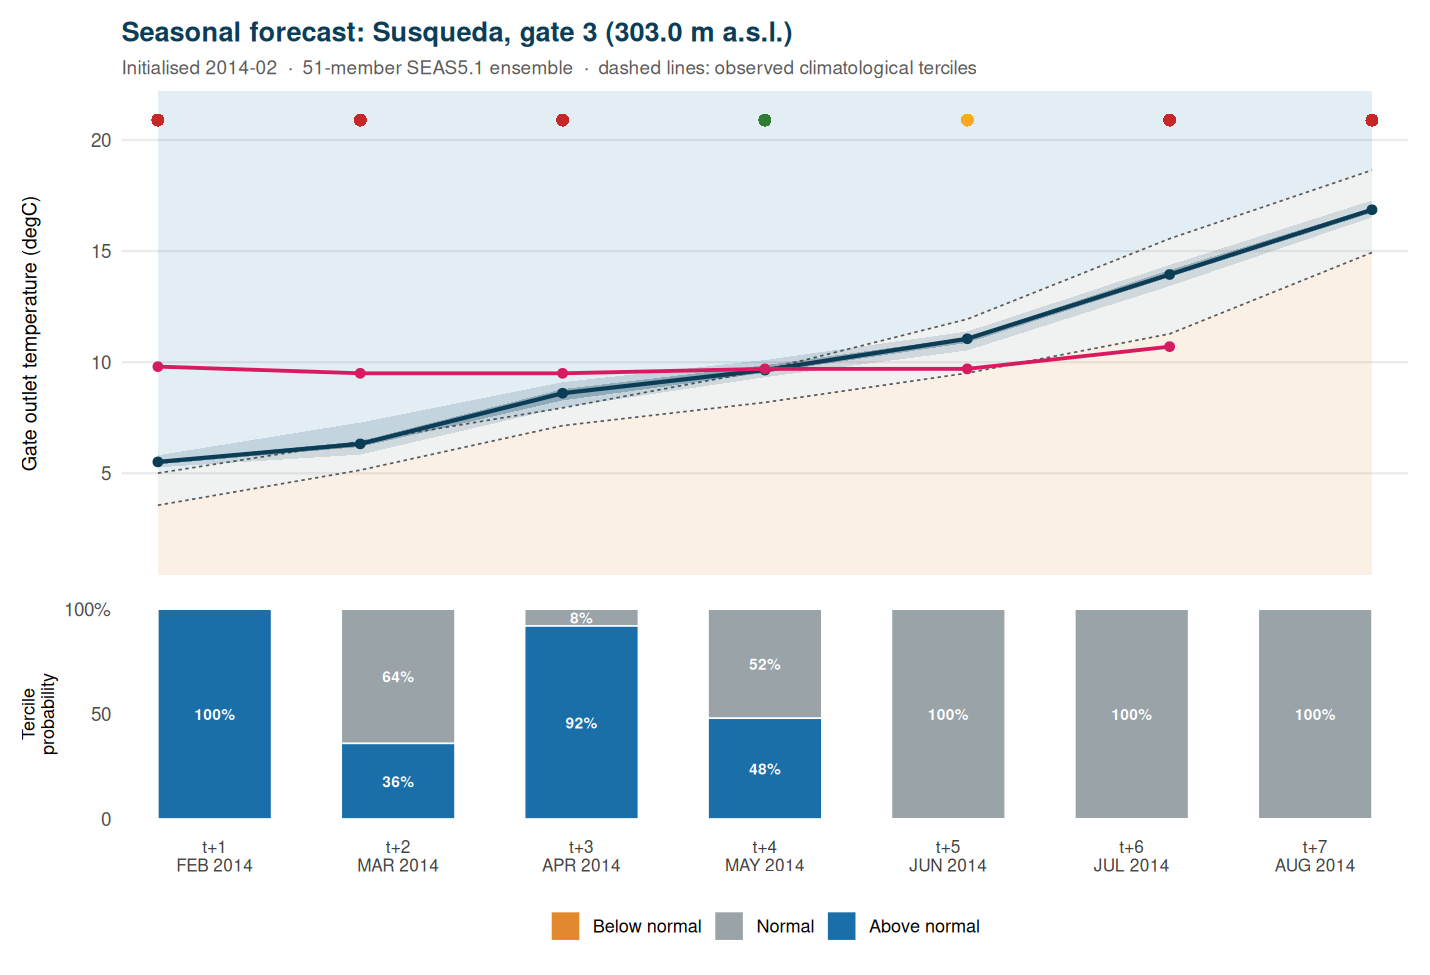 Seasonal forecast: Susqueda, gate 3 (303.0 m a.s.l.)
Initialised 2014-02 · 51-member SEAS5.1 ensemble · dashed lines: observed climatological terciles
Gate outlet temperature (degC)
20
15
10
5
Tercile
probability
100%
50
0
100%
64%
36%
8%
92%
52%
48%
100%
100%
100%
t+1
FEB 2014
t+2
MAR 2014
t+3
APR 2014
t+4
MAY 2014
t+5
JUN 2014
t+6
JUL 2014
t+7
AUG 2014
Below normal
Normal
Above normal